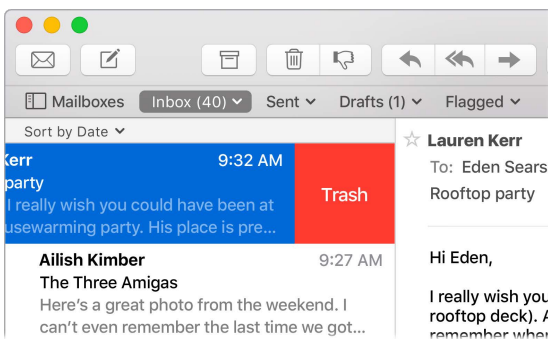 Mailboxes Inbox (40) Sent Drafts (1) Flagged
Sort by Date
Kerr 9:32 AM
party
I really wish you could have been at
usewarming party. His place is pre...
Trash
Ailish Kimber 9:27 AM
The Three Amigas
Here's a great photo from the weekend. I
can't even remember the last time we got...
Lauren Kerr
To: Eden Sears
Rooftop party
Hi Eden,
I really wish you
rooftop deck). A
remember when